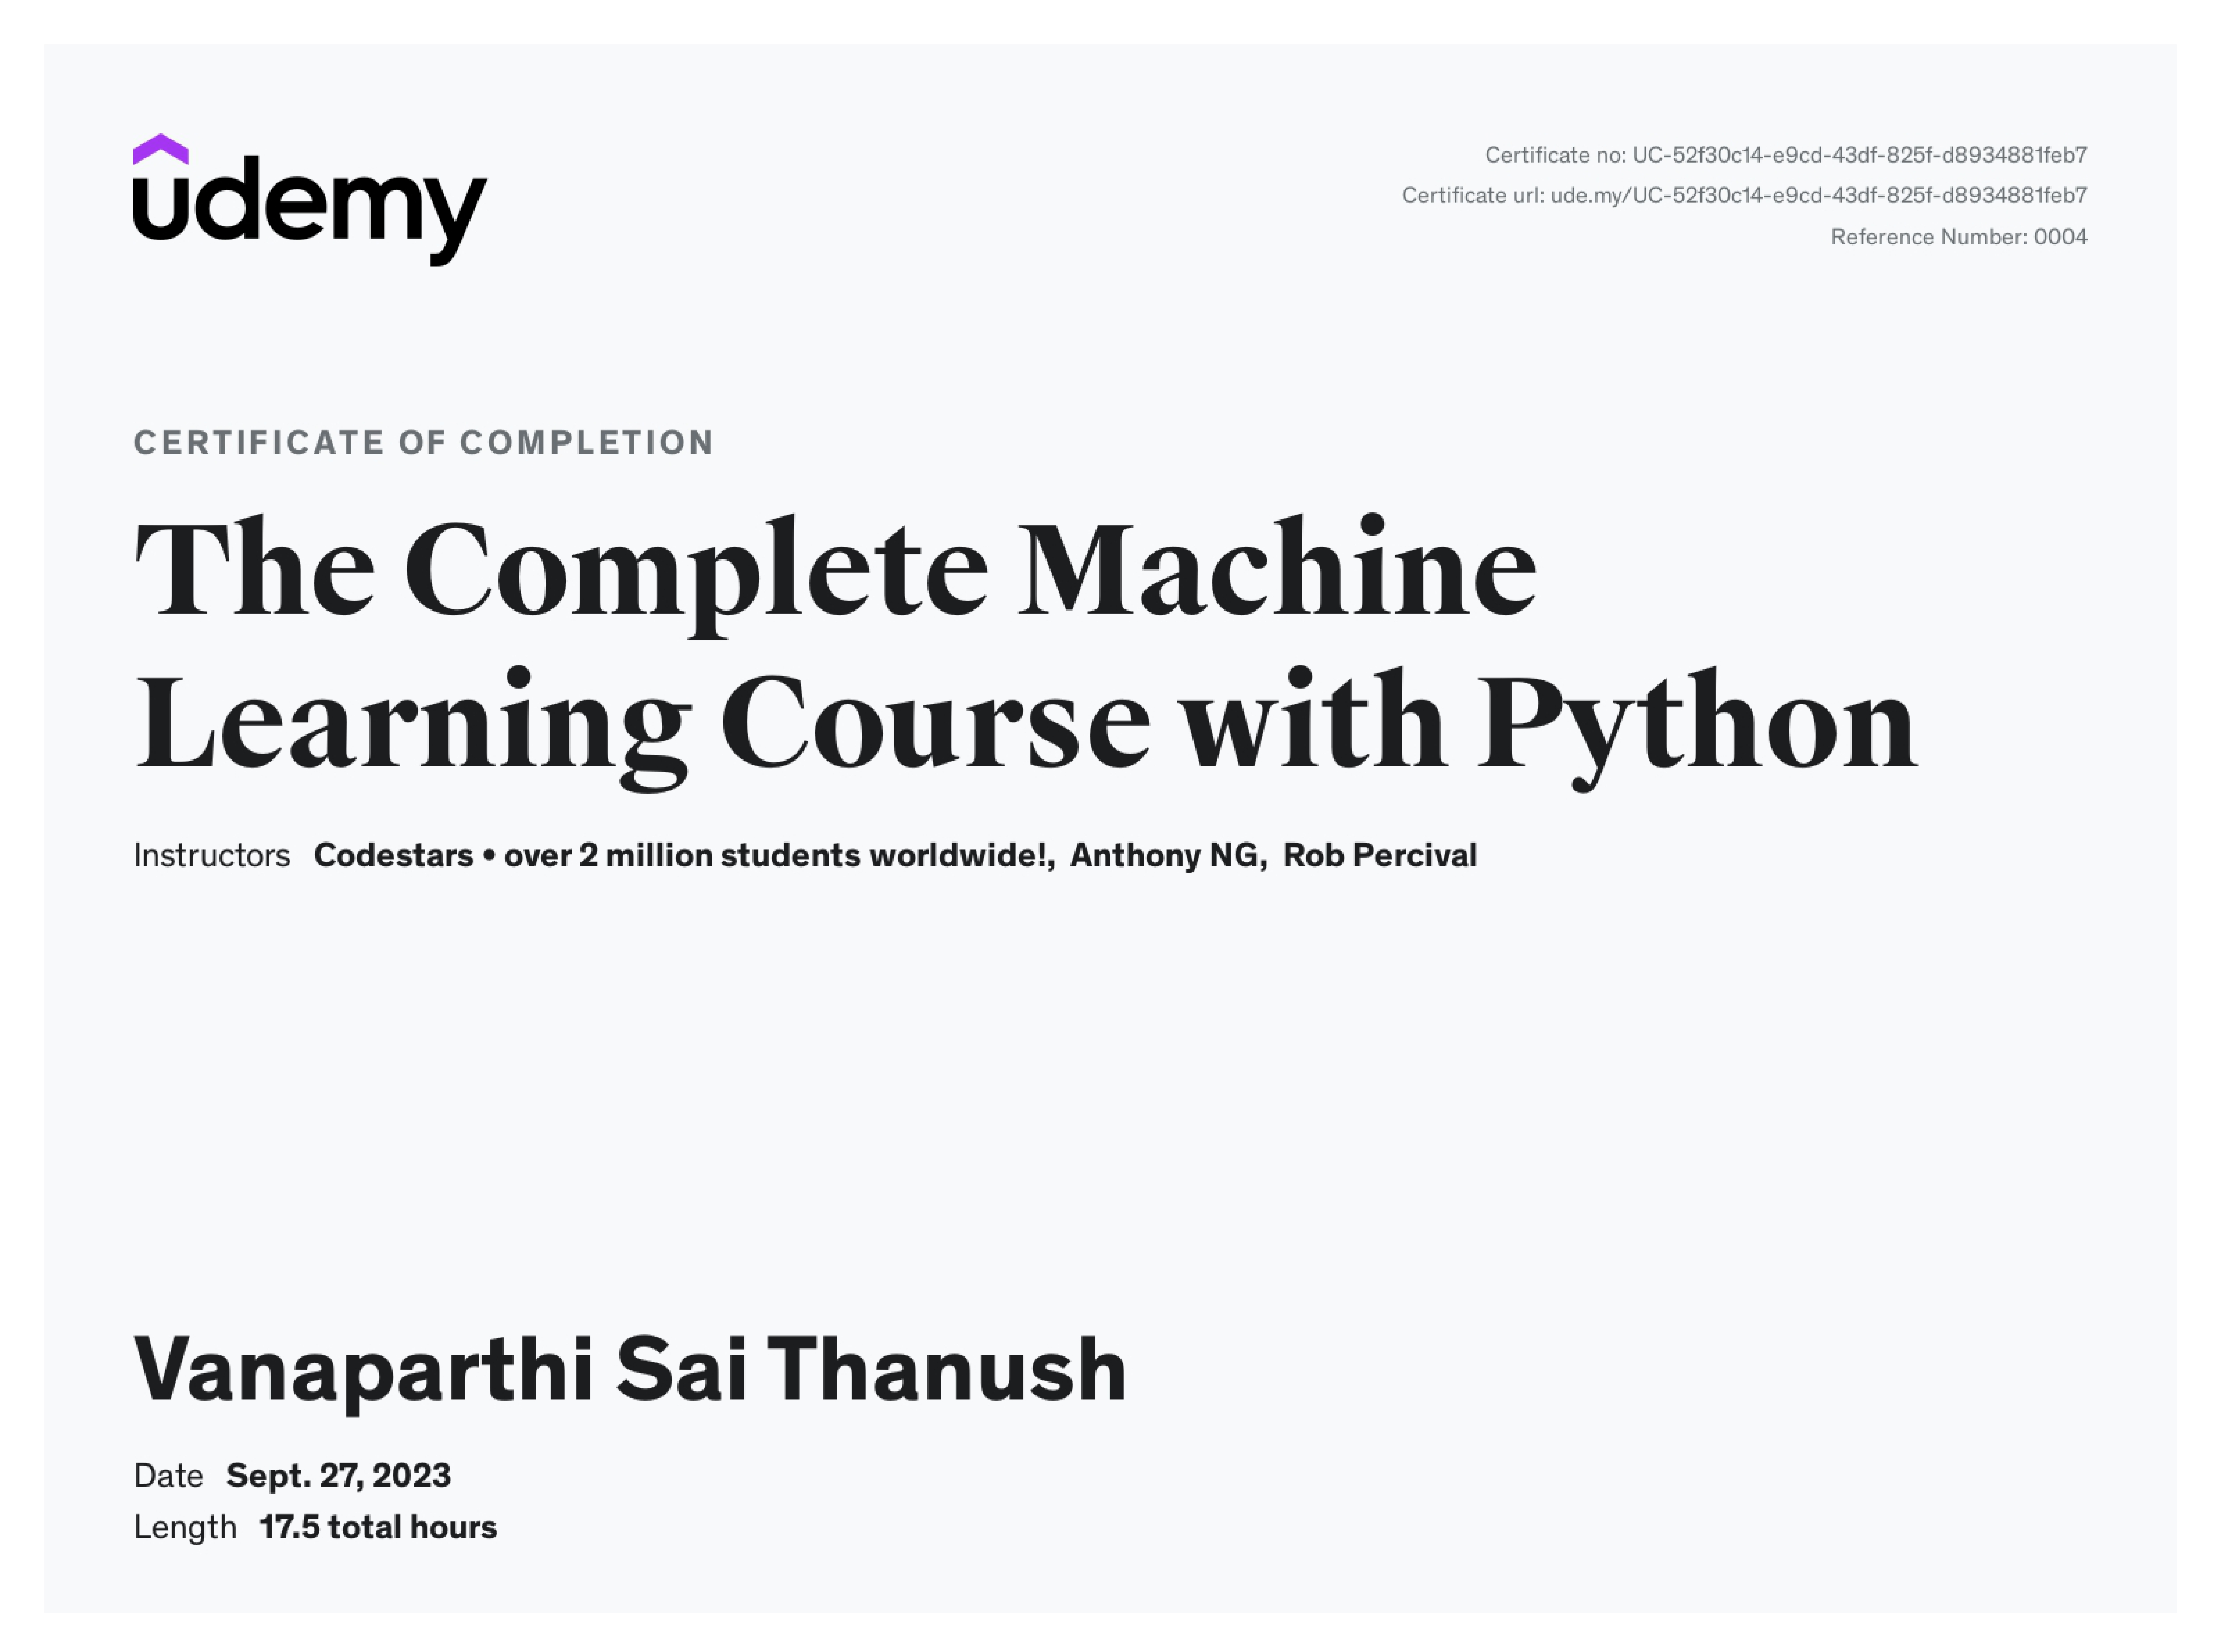 udemy
Certificate no: UC-52f30c14-e9cd-43df-825f-d8934881feb7
Certificate url: ude.my/UC-52f30c14-e9cd-43df-825f-d8934881feb7
Reference Number: 0004
CERTIFICATE OF COMPLETION
The Complete Machine
Learning Course with Python
Instructors Codestars • over 2 million students worldwide!, Anthony NG, Rob Percival
Vanaparthi Sai Thanush
Date Sept. 27, 2023
Length 17.5 total hours